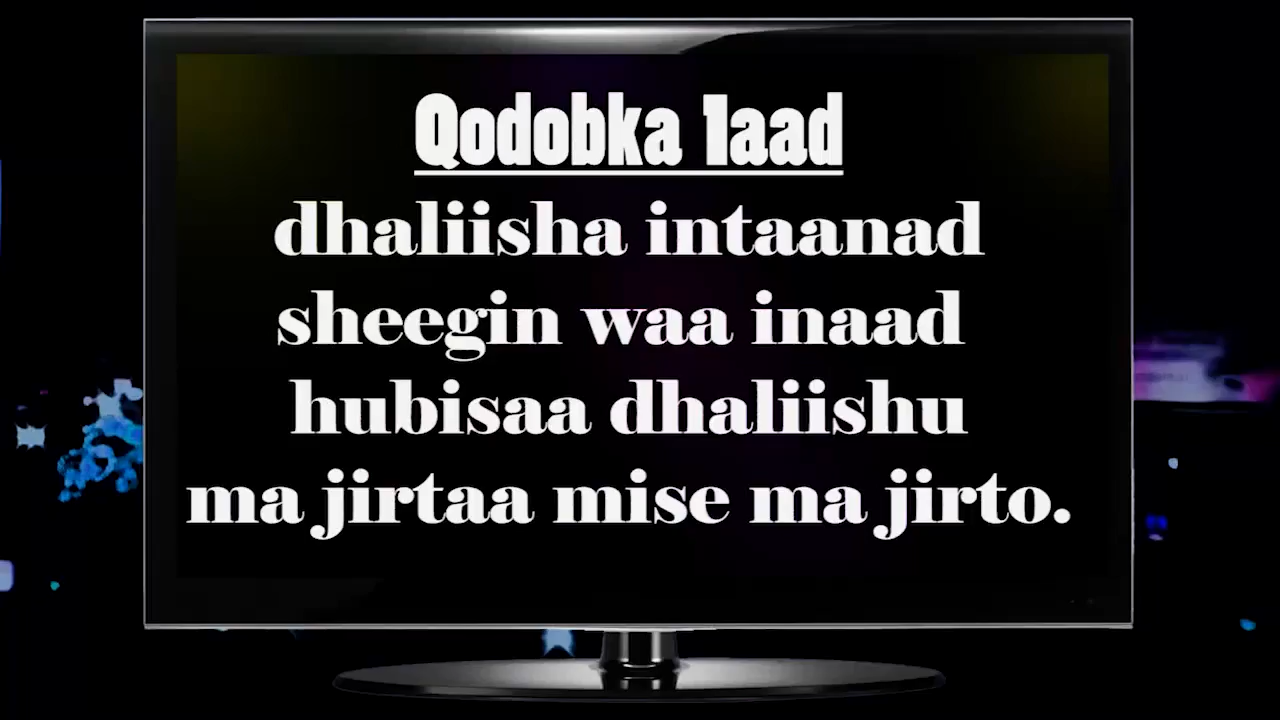 Qodobka 1aad
dhaliisha intaanad
sheegin waa inaad
hubisaa dhaliishu
ma jirtaa mise ma jirto.